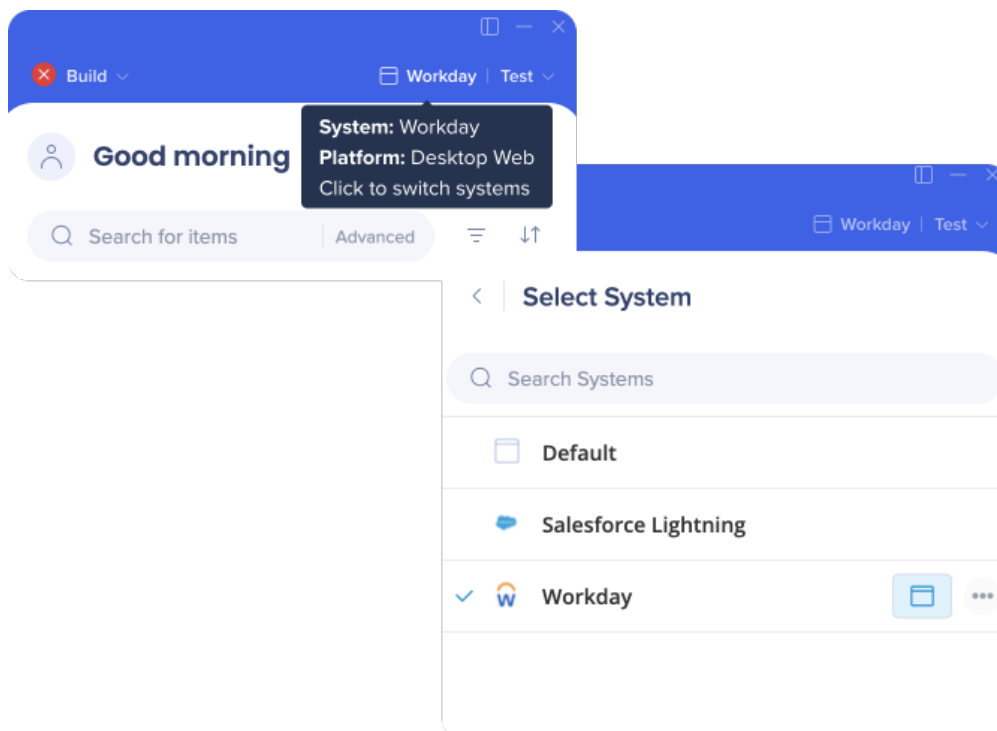 Build
Workday | Test
System: Workday
Platform: Desktop Web
Click to switch systems
Good morning
Search for items
Advanced
Workday | Test
Select System
Search Systems
Default
Salesforce Lightning
Workday